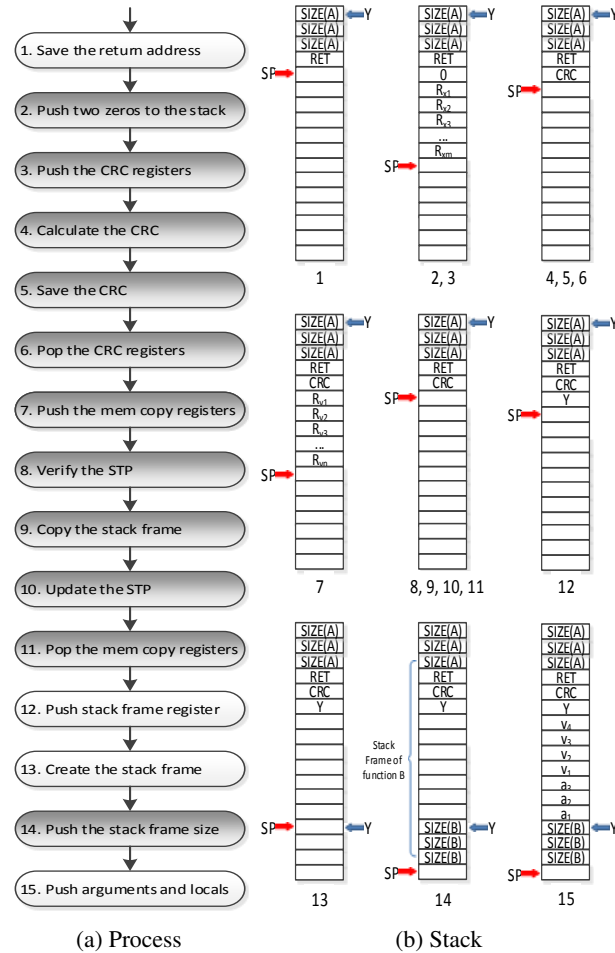 1. Save the return address
2. Push two zeros to the stack
3. Push the CRC registers
4. Calculate the CRC
5. Save the CRC
6. Pop the CRC registers
7. Push the mem copy registers
8. Verify the STP
9. Copy the stack frame
10. Update the STP
11. Pop the mem copy registers
12. Push stack frame register
13. Create the stack frame
14. Push the stack frame size
15. Push arguments and locals
(a) Process
SIZE(A)
Y
SIZE(A)
SIZE(A)
RET
SP
1
SIZE(A)
SIZE(A)
SIZE(A)
RET
0
Rx1
Rx2
Rx3
...
Rxm
SP
2, 3
SIZE(A)
Y
SIZE(A)
SIZE(A)
RET
CRC
SP
4, 5, 6
SIZE(A)
Y
SIZE(A)
SIZE(A)
RET
CRC
Rv1
Rv2
Rv3
...
Rvn
SP
7
SIZE(A)
SIZE(A)
SIZE(A)
RET
CRC
SP
8, 9, 10, 11
SIZE(A)
Y
SIZE(A)
SIZE(A)
RET
CRC
Y
SP
12
SIZE(A)
SIZE(A)
SIZE(A)
RET
CRC
Y
SP
Y
13
SIZE(A)
SIZE(A)
SIZE(A)
RET
CRC
Y
Stack
Frame of
function B
SIZE(B)
Y
SIZE(B)
SIZE(B)
SP
14
SIZE(A)
SIZE(A)
SIZE(A)
RET
CRC
Y
v4
v3
v2
v1
a3
a2
a1
SIZE(B)
Y
SIZE(B)
SIZE(B)
SP
15
(b) Stack